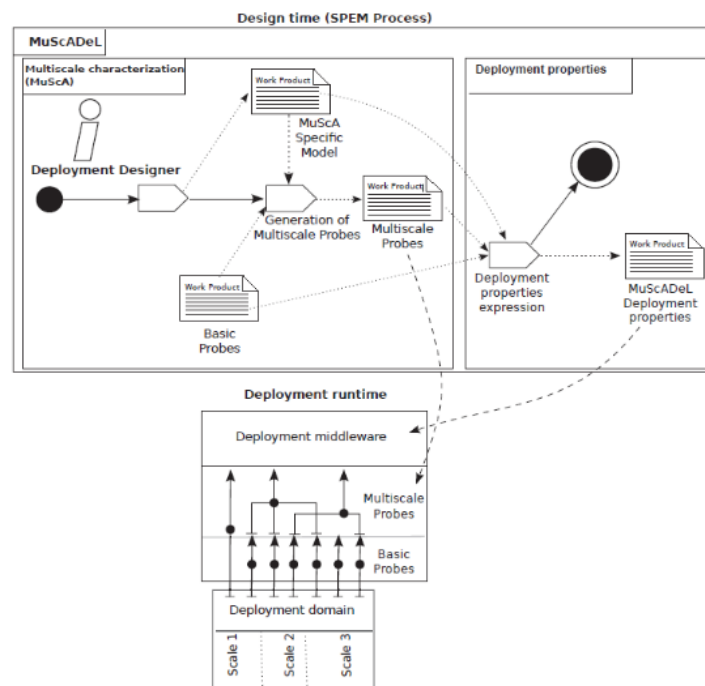 Design time (SPEM Process)
MuScADeL
Multiscale characterization
(MuScA)
Deployment properties
Work Product
MuScA
Specific
Model
Deployment Designer
Work Product
Generation of
Multiscale Probes
Multiscale
Probes
Work Product
Basic
Probes
Deployment
properties
expression
Work Product
MuScADeL
Deployment
properties
Deployment runtime
Deployment middleware
Multiscale
Probes
Basic
Probes
Deployment domain
Scale 1
Scale 2
Scale 3